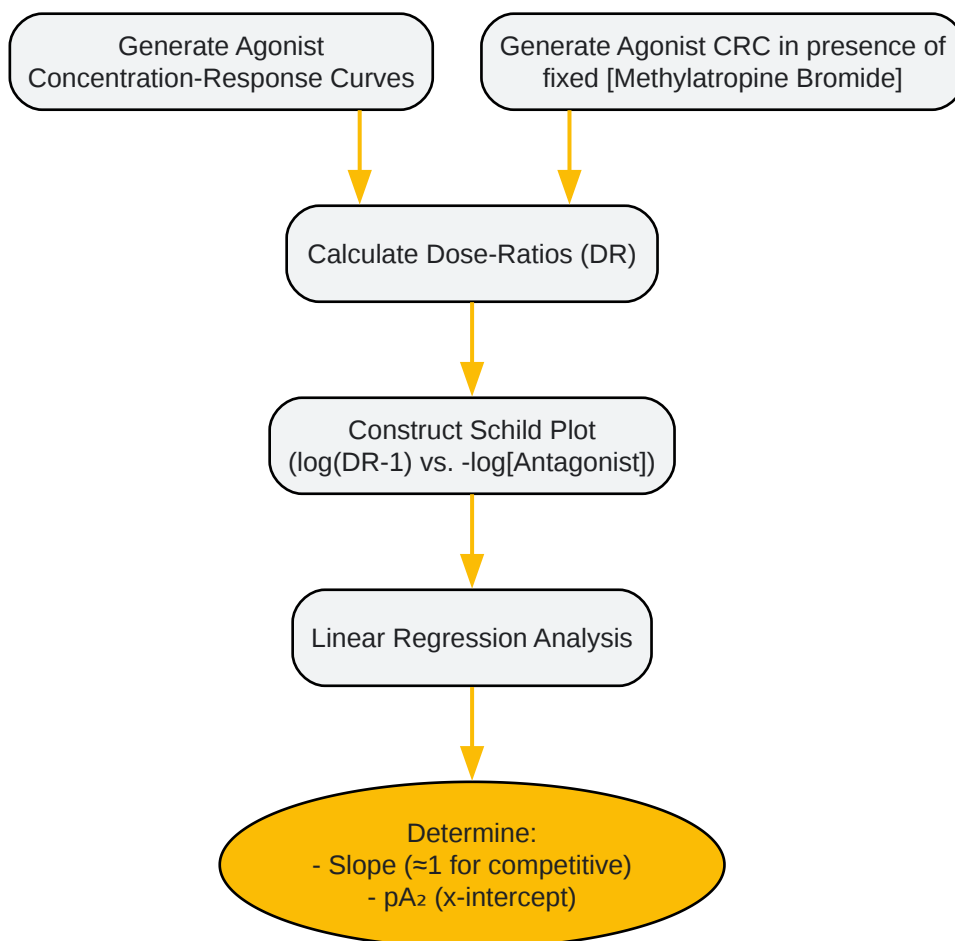 Generate Agonist
Concentration-Response Curves
Generate Agonist CRC in presence of
fixed [Methylatropine Bromide]
Calculate Dose-Ratios (DR)
Construct Schild Plot
(log(DR-1) vs. -log[Antagonist])
Linear Regression Analysis
Determine:
- Slope (≈1 for competitive)
- pA₂ (x-intercept)